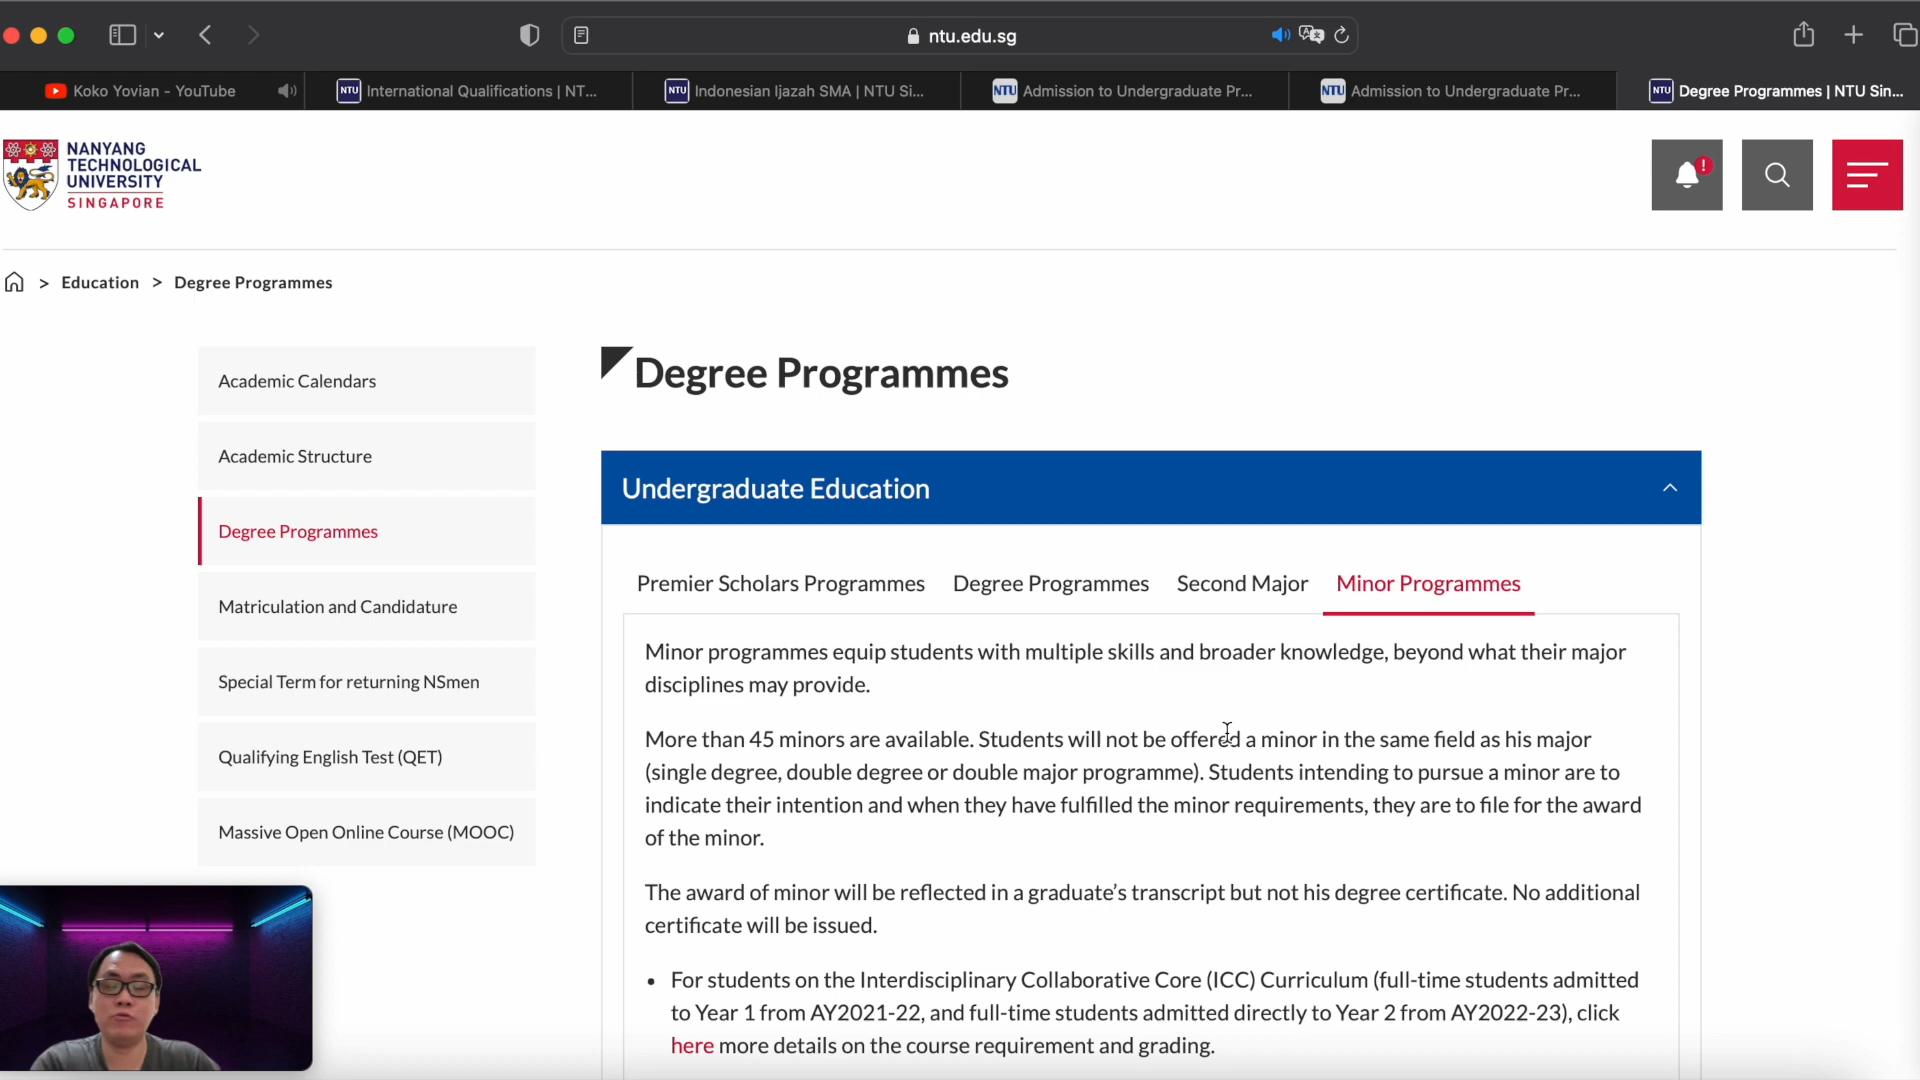 ntu.edu.sg
Koko Yovian - YouTube
NTU International Qualifications | NT...
NTU Indonesian Ijazah SMA | NTU Si...
NTU Admission to Undergraduate Pr...
NTU Admission to Undergraduate Pr...
NTU Degree Programmes | NTU Sin...
NANYANG
TECHNOLOGICAL
UNIVERSITY
SINGAPORE
!
> Education > Degree Programmes
Academic Calendars
Academic Structure
Degree Programmes
Matriculation and Candidature
Special Term for returning NSmen
Qualifying English Test (QET)
Massive Open Online Course (MOOC)
Degree Programmes
Undergraduate Education
Premier Scholars Programmes Degree Programmes Second Major Minor Programmes
Minor programmes equip students with multiple skills and broader knowledge, beyond what their major
disciplines may provide.
More than 45 minors are available. Students will not be offered a minor in the same field as his major
(single degree, double degree or double major programme). Students intending to pursue a minor are to
indicate their intention and when they have fulfilled the minor requirements, they are to file for the award
of the minor.
The award of minor will be reflected in a graduate’s transcript but not his degree certificate. No additional
certificate will be issued.
• For students on the Interdisciplinary Collaborative Core (ICC) Curriculum (full-time students admitted
to Year 1 from AY2021-22, and full-time students admitted directly to Year 2 from AY2022-23), click
here more details on the course requirement and grading.